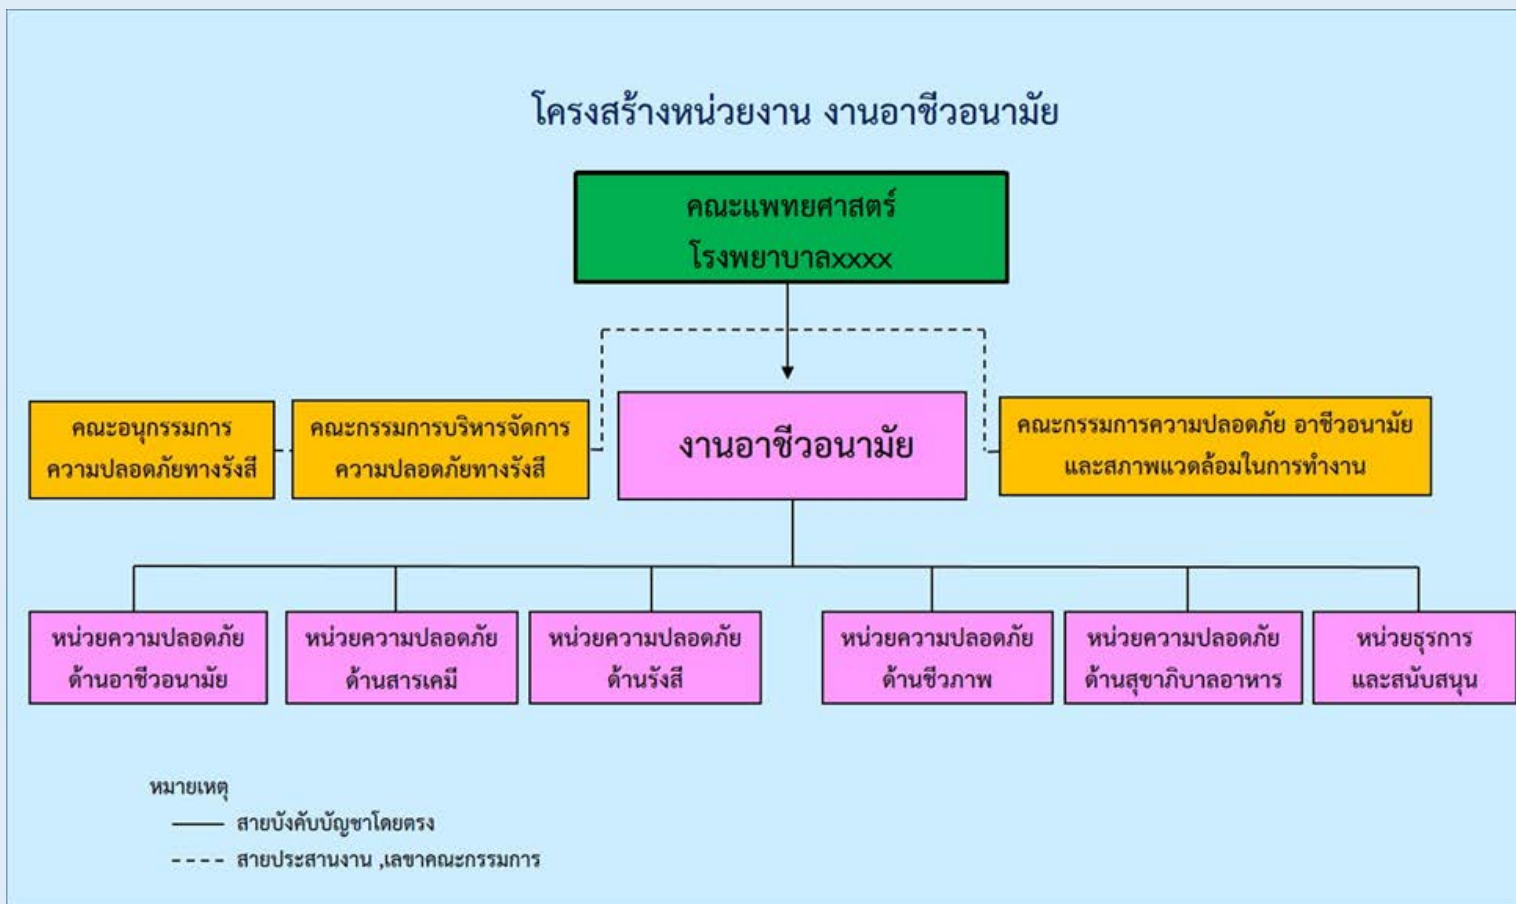 โครงสร้างหน่วยงาน งานอาชีวอนามัย
คณะแพทยศาสตร์
โรงพยาบาลxxxx
คณะอนุกรรมการ
ความปลอดภัยทางรังสี
คณะกรรมการบริหารจัดการ
ความปลอดภัยทางรังสี
งานอาชีวอนามัย
คณะกรรมการความปลอดภัย อาชีวอนามัย
และสภาพแวดล้อมในการทำงาน
หน่วยความปลอดภัย
ด้านอาชีวอนามัย
หน่วยความปลอดภัย
ด้านสารเคมี
หน่วยความปลอดภัย
ด้านรังสี
หน่วยความปลอดภัย
ด้านชีวภาพ
หน่วยความปลอดภัย
ด้านสุขาภิบาลอาหาร
หน่วยธุรการ
และสนับสนุน
หมายเหตุ
สายบังคับบัญชาโดยตรง
สายประสานงาน ,เลขาคณะกรรมการ